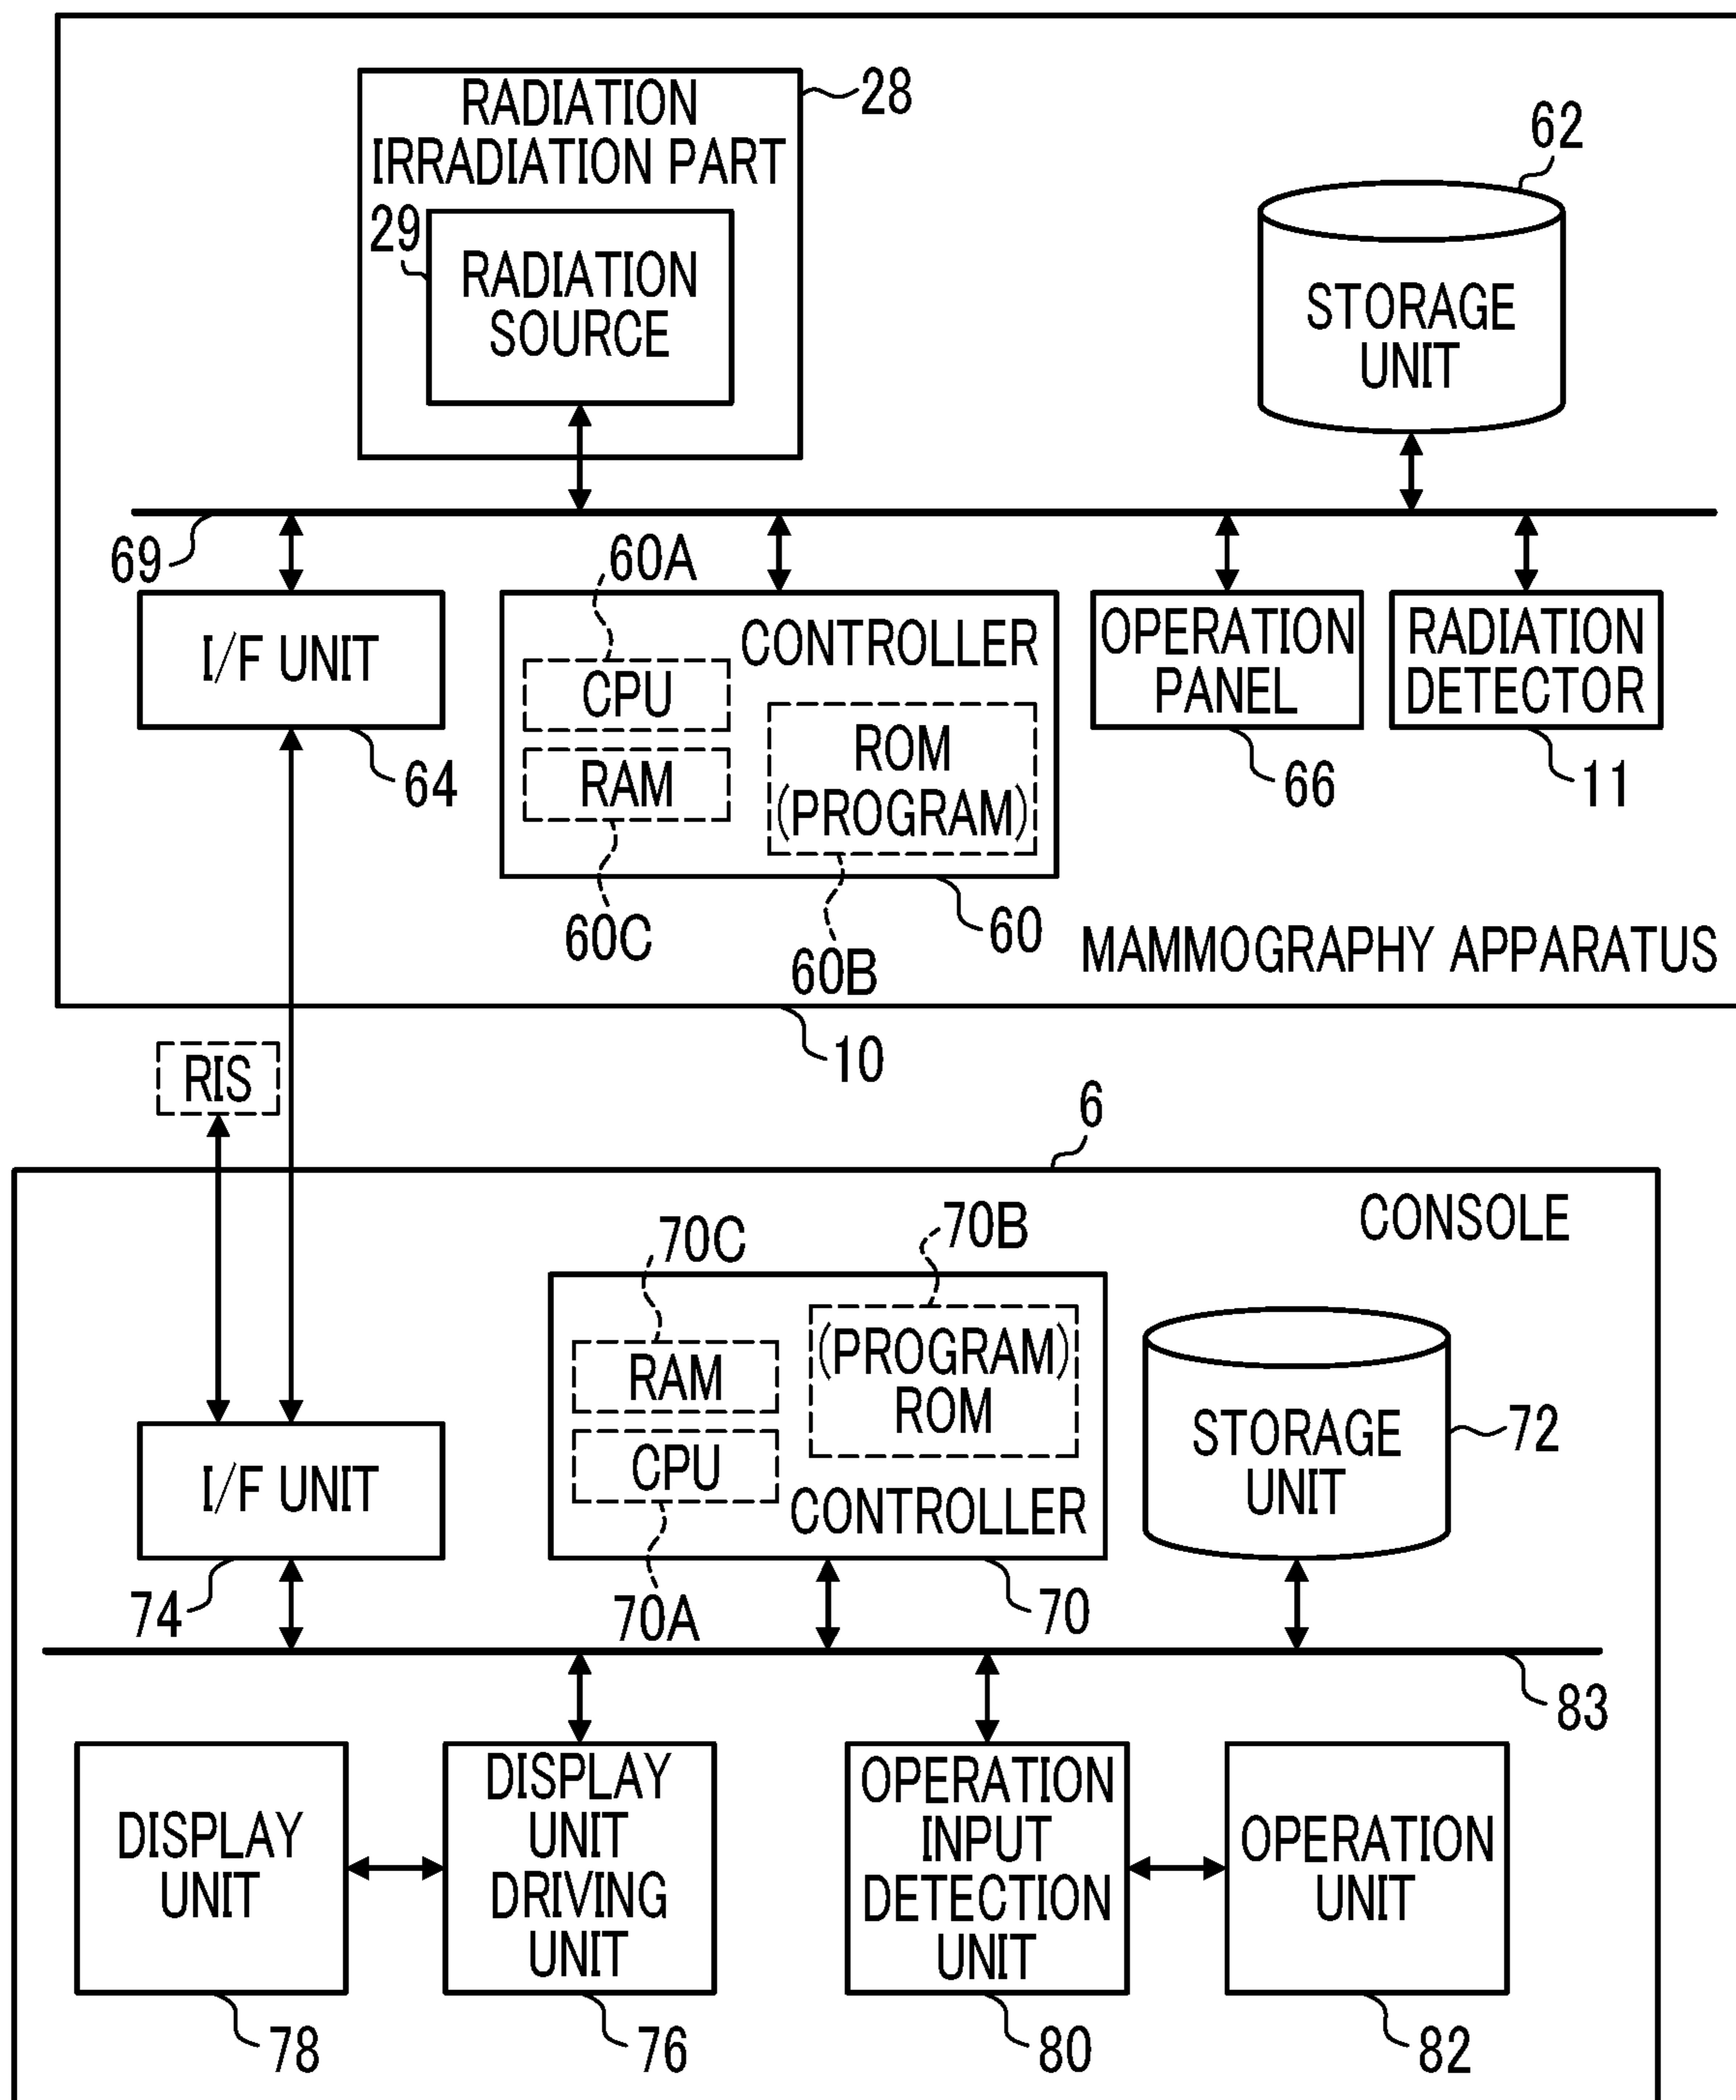 RADIATION
IRRADIATION PART
28
29
RADIATION
SOURCE
62
STORAGE
UNIT
69
I/F UNIT
64
60A
CONTROLLER
CPU
RAM
ROM
(PROGRAM)
60C
60B
60
OPERATION
PANEL
66
RADIATION
DETECTOR
11
MAMMOGRAPHY APPARATUS
10
RIS
6
CONSOLE
70C
70B
RAM
(PROGRAM)
ROM
CPU
CONTROLLER
70A
70
STORAGE
UNIT
72
I/F UNIT
74
83
DISPLAY
UNIT
78
DISPLAY
UNIT
DRIVING
UNIT
76
OPERATION
INPUT
DETECTION
UNIT
80
OPERATION
UNIT
82